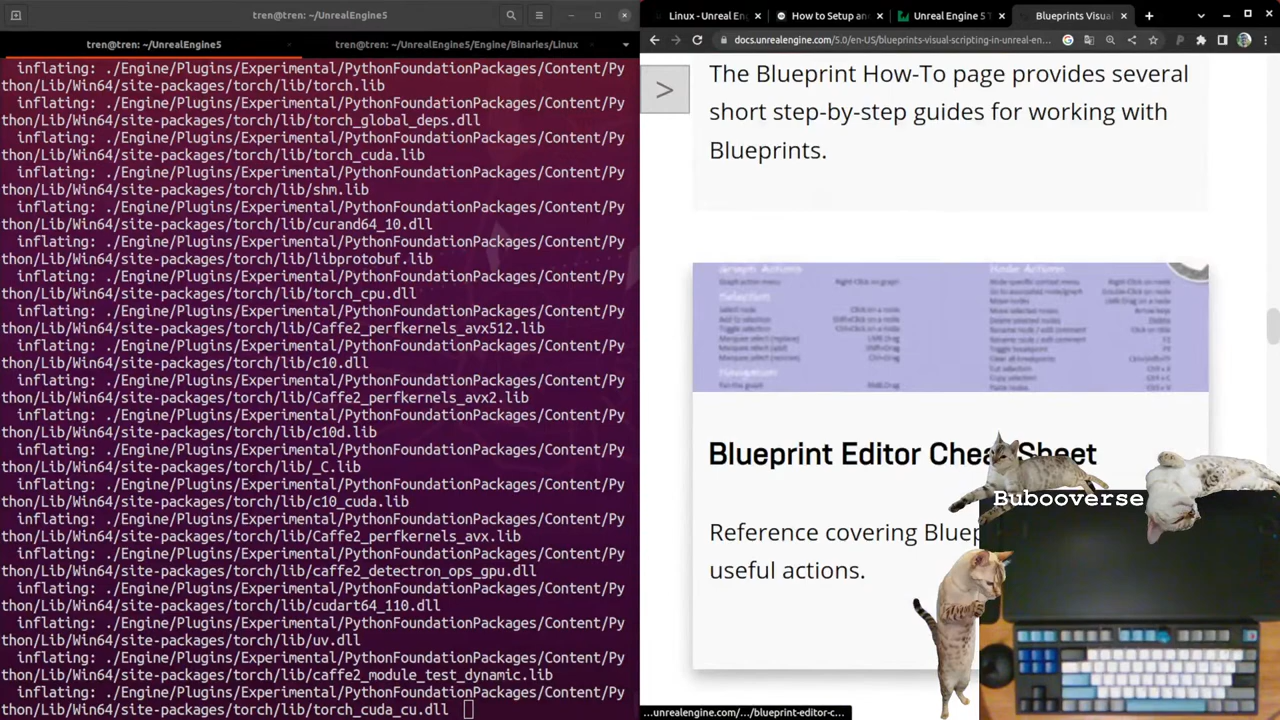 tren@tren: ~/UnrealEngine5
tren@tren: ~/UnrealEngine5
tren@tren: ~/UnrealEngine5/Engine/Binaries/Linux
inflating: ./Engine/Plugins/Experimental/PythonFoundationPackages/Content/Py
thon/Lib/Win64/site-packages/torch/lib/torch.lib
inflating: ./Engine/Plugins/Experimental/PythonFoundationPackages/Content/Py
thon/Lib/Win64/site-packages/torch/lib/torch_global_deps.dll
inflating: ./Engine/Plugins/Experimental/PythonFoundationPackages/Content/Py
thon/Lib/Win64/site-packages/torch/lib/torch_cuda.lib
inflating: ./Engine/Plugins/Experimental/PythonFoundationPackages/Content/Py
thon/Lib/Win64/site-packages/torch/lib/shm.lib
inflating: ./Engine/Plugins/Experimental/PythonFoundationPackages/Content/Py
thon/Lib/Win64/site-packages/torch/lib/curand64_10.dll
inflating: ./Engine/Plugins/Experimental/PythonFoundationPackages/Content/Py
thon/Lib/Win64/site-packages/torch/lib/libprotobuf.lib
inflating: ./Engine/Plugins/Experimental/PythonFoundationPackages/Content/Py
thon/Lib/Win64/site-packages/torch/lib/torch_cpu.dll
inflating: ./Engine/Plugins/Experimental/PythonFoundationPackages/Content/Py
thon/Lib/Win64/site-packages/torch/lib/Caffe2_perfkernels_avx512.lib
inflating: ./Engine/Plugins/Experimental/PythonFoundationPackages/Content/Py
thon/Lib/Win64/site-packages/torch/lib/c10.dll
inflating: ./Engine/Plugins/Experimental/PythonFoundationPackages/Content/Py
thon/Lib/Win64/site-packages/torch/lib/Caffe2_perfkernels_avx2.lib
inflating: ./Engine/Plugins/Experimental/PythonFoundationPackages/Content/Py
thon/Lib/Win64/site-packages/torch/lib/c10d.lib
inflating: ./Engine/Plugins/Experimental/PythonFoundationPackages/Content/Py
thon/Lib/Win64/site-packages/torch/lib/_C.lib
inflating: ./Engine/Plugins/Experimental/PythonFoundationPackages/Content/Py
thon/Lib/Win64/site-packages/torch/lib/c10_cuda.lib
inflating: ./Engine/Plugins/Experimental/PythonFoundationPackages/Content/Py
thon/Lib/Win64/site-packages/torch/lib/Caffe2_perfkernels_avx.lib
inflating: ./Engine/Plugins/Experimental/PythonFoundationPackages/Content/Py
thon/Lib/Win64/site-packages/torch/lib/caffe2_detectron_ops_gpu.dll
inflating: ./Engine/Plugins/Experimental/PythonFoundationPackages/Content/Py
thon/Lib/Win64/site-packages/torch/lib/cudart64_110.dll
inflating: ./Engine/Plugins/Experimental/PythonFoundationPackages/Content/Py
thon/Lib/Win64/site-packages/torch/lib/uv.dll
inflating: ./Engine/Plugins/Experimental/PythonFoundationPackages/Content/Py
thon/Lib/Win64/site-packages/torch/lib/caffe2_module_test_dynamic.lib
inflating: ./Engine/Plugins/Experimental/PythonFoundationPackages/Content/Py
thon/Lib/Win64/site-packages/torch/lib/torch_cuda_cu.dll
Linux - Unreal En
How to Setup an
Unreal Engine 5 T
Blueprints Visual
docs.unrealengine.com/5.0/en-US/blueprints-visual-scripting-in-unreal-en...
The Blueprint How-To page provides several
short step-by-step guides for working with
Blueprints.
Blueprint Editor Cheat Sheet
Reference covering Bluep
useful actions.
Bubooverse
...unrealengine.com/.../blueprint-editor-c...